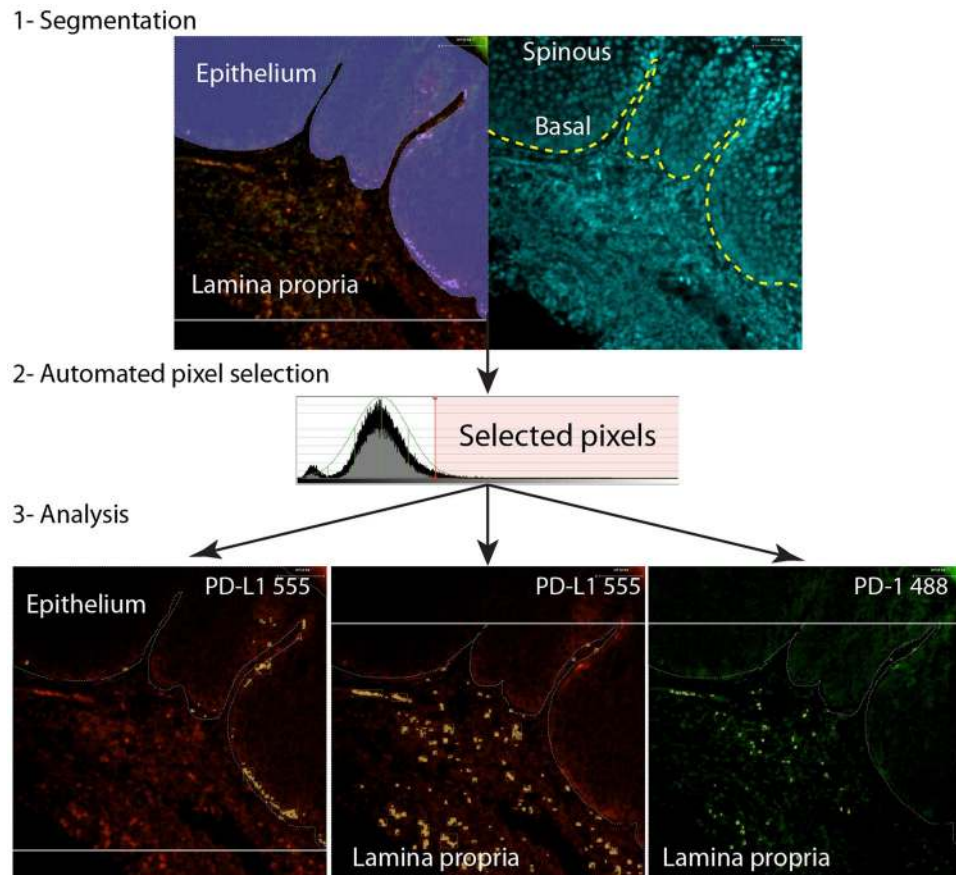 1- Segmentation
Epithelium
Spinous
Basal
Lamina propria
2- Automated pixel selection
Selected pixels
3- Analysis
Epithelium
PD-L1 555
PD-L1 555
PD-1 488
Lamina propria
Lamina propria